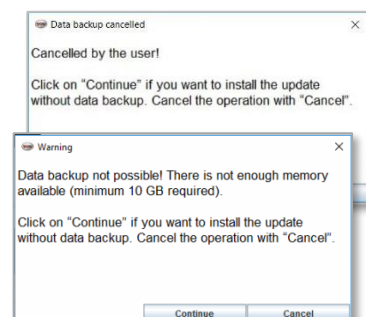 Data backup cancelled
Cancelled by the user!
Click on "Continue" if you want to install the update
without data backup. Cancel the operation with "Cancel".
Warning
Data backup not possible! There is not enough memory
available (minimum 10 GB required).
Click on "Continue" if you want to install the update
without data backup. Cancel the operation with "Cancel".
Continue
Cancel